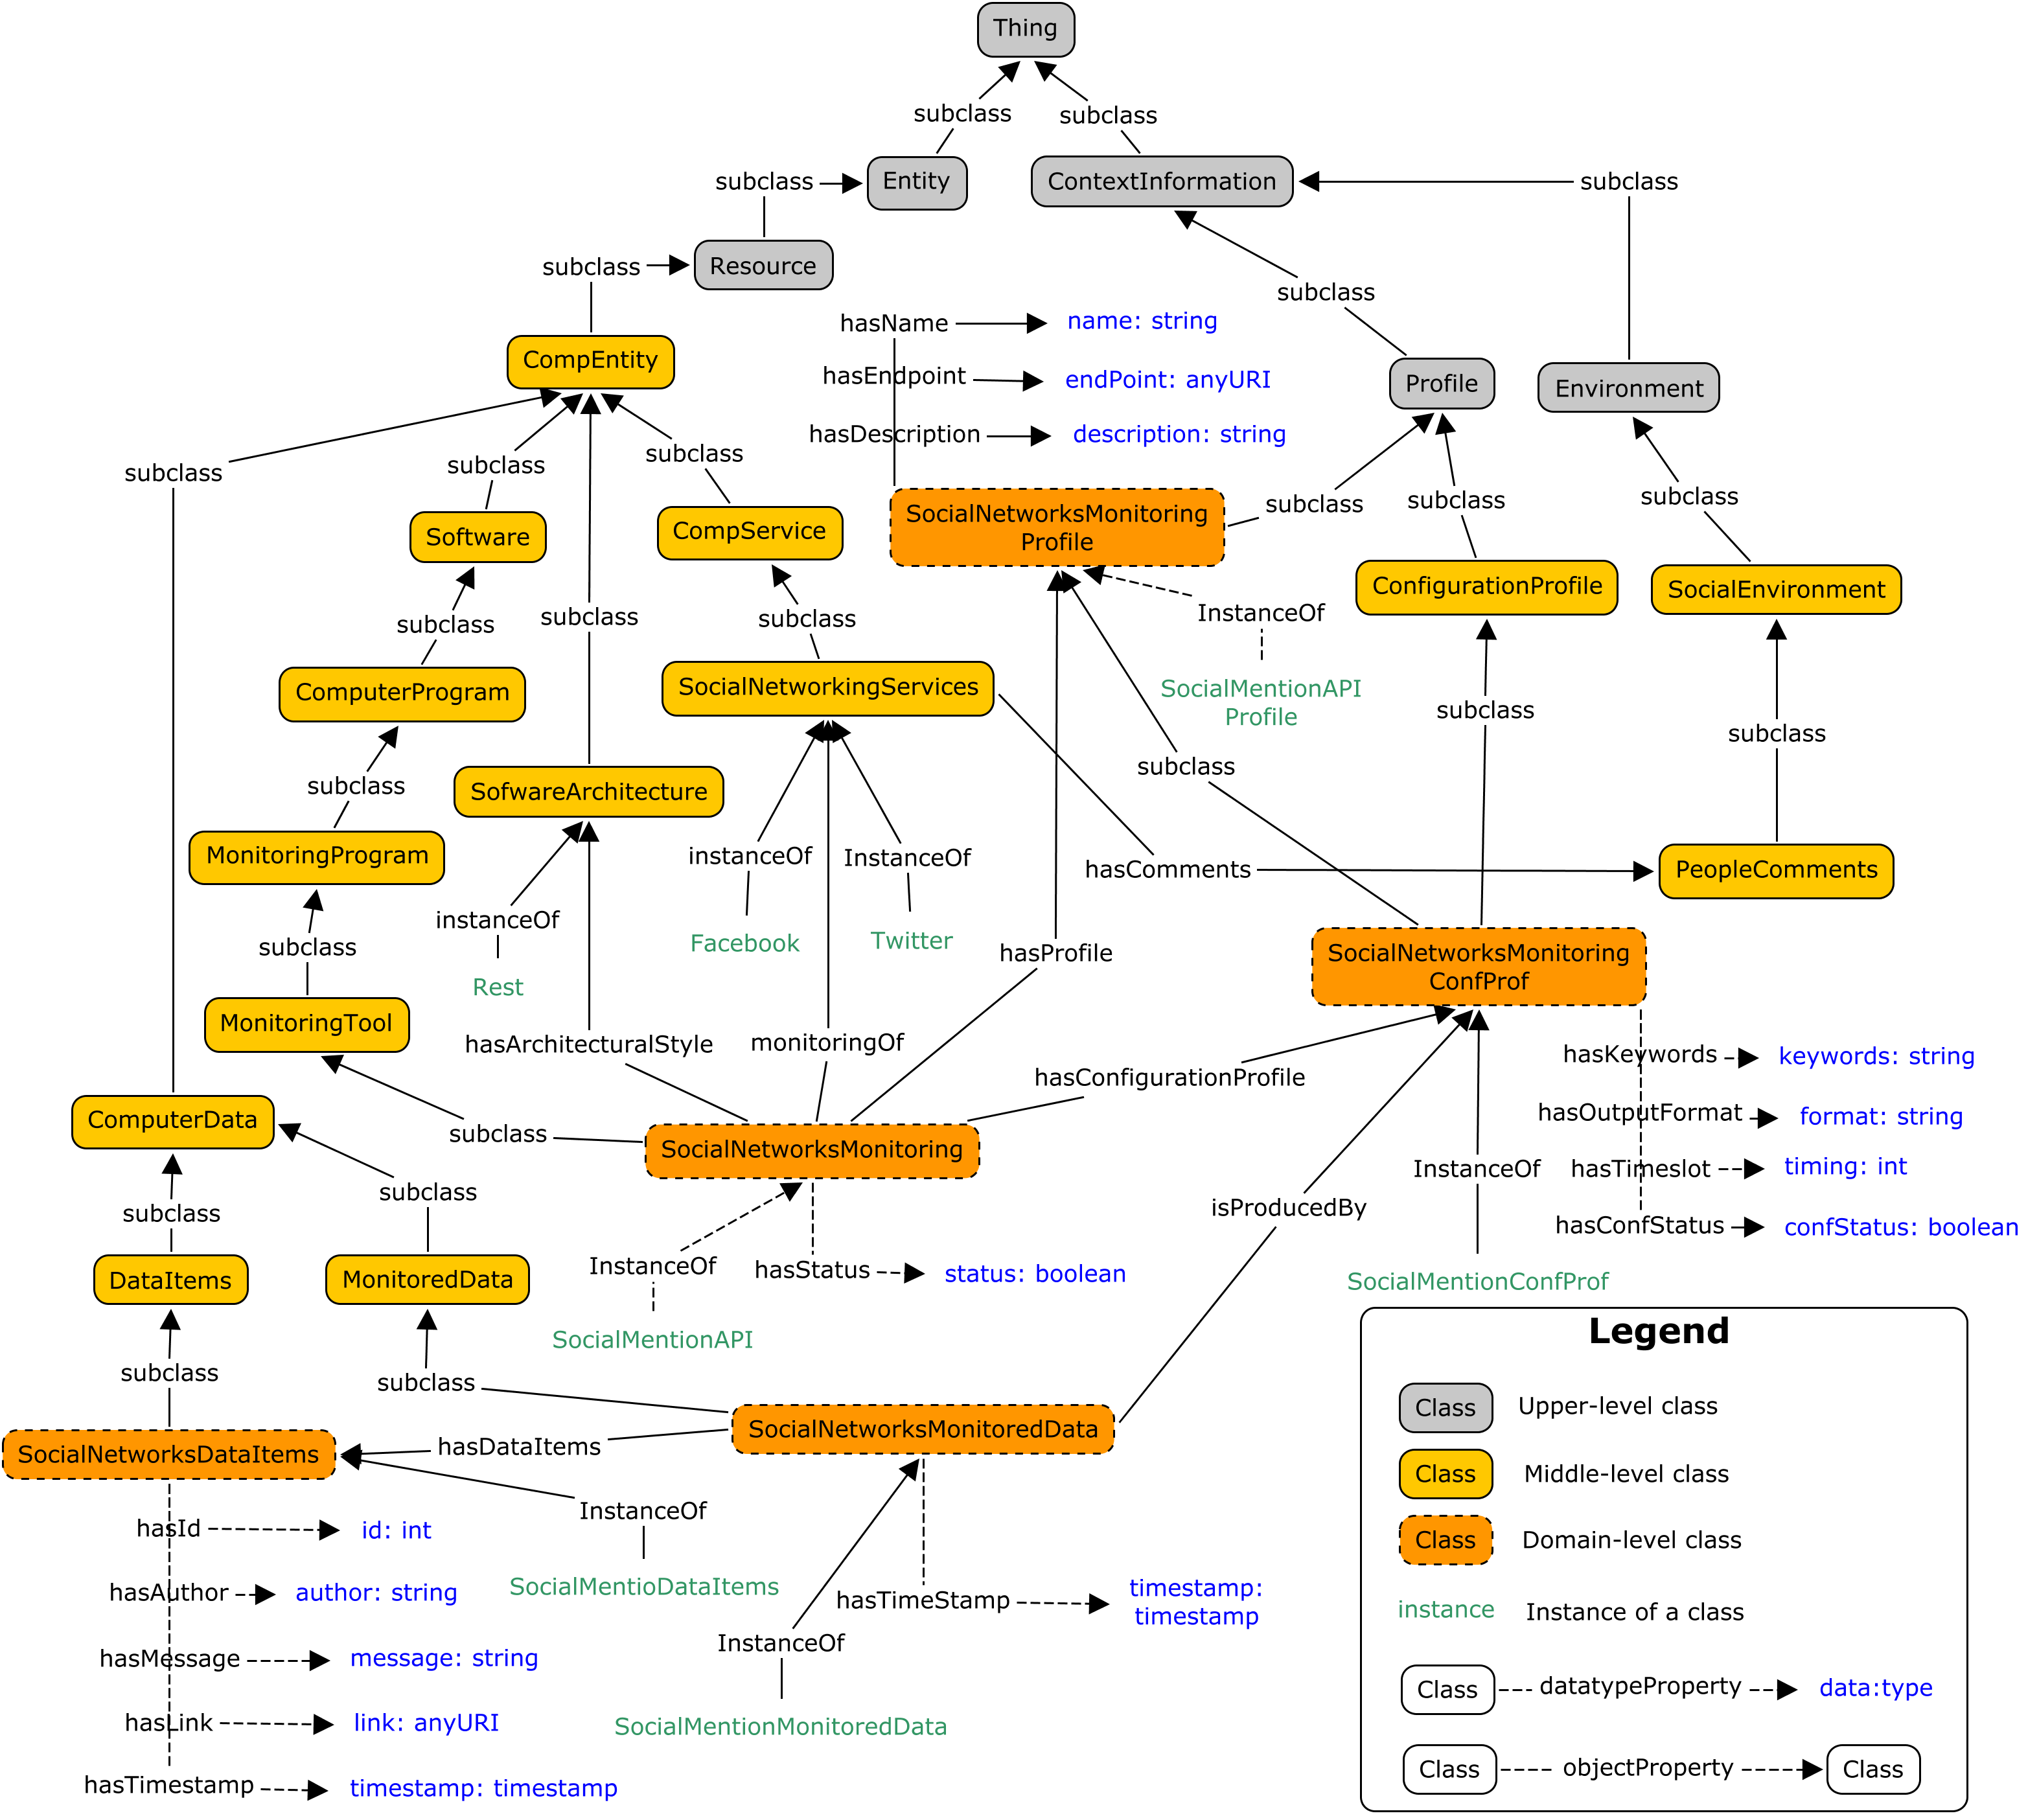 Thing
subclass
subclass
Entity
ContextInformation
subclass
subclass
Resource
subclass
subclass
hasName
name: string
CompEntity
hasEndpoint
endPoint: anyURI
Profile
Environment
hasDescription
description: string
subclass
subclass
subclass
subclass
subclass
subclass
SocialNetworksMonitoring
Profile
Software
CompService
ConfigurationProfile
SocialEnvironment
subclass
subclass
subclass
InstanceOf
ComputerProgram
SocialNetworkingServices
SocialMentionAPI
Profile
subclass
subclass
subclass
subclass
SofwareArchitecture
MonitoringProgram
instanceOf
InstanceOf
hasComments
PeopleComments
instanceOf
Facebook
Twitter
subclass
hasProfile
SocialNetworksMonitoring
ConfProf
Rest
MonitoringTool
hasArchitecturalStyle
monitoringOf
hasKeywords
keywords: string
hasConfigurationProfile
ComputerData
hasOutputFormat
format: string
subclass
SocialNetworksMonitoring
InstanceOf
hasTimeslot
timing: int
subclass
subclass
isProducedBy
hasConfStatus
confStatus: boolean
InstanceOf
hasStatus
status: boolean
DataItems
MonitoredData
SocialMentionConfProf
SocialMentionAPI
Legend
subclass
subclass
Class
Upper-level class
SocialNetworksDataItems
hasDataItems
SocialNetworksMonitoredData
Class
Middle-level class
InstanceOf
hasId
id: int
Class
Domain-level class
SocialMentioDataItems
hasAuthor
author: string
hasTimeStamp
timestamp:
timestamp
instance
Instance of a class
InstanceOf
hasMessage
message: string
Class
datatypeProperty
data:type
hasLink
link: anyURI
SocialMentionMonitoredData
Class
objectProperty
Class
hasTimestamp
timestamp: timestamp